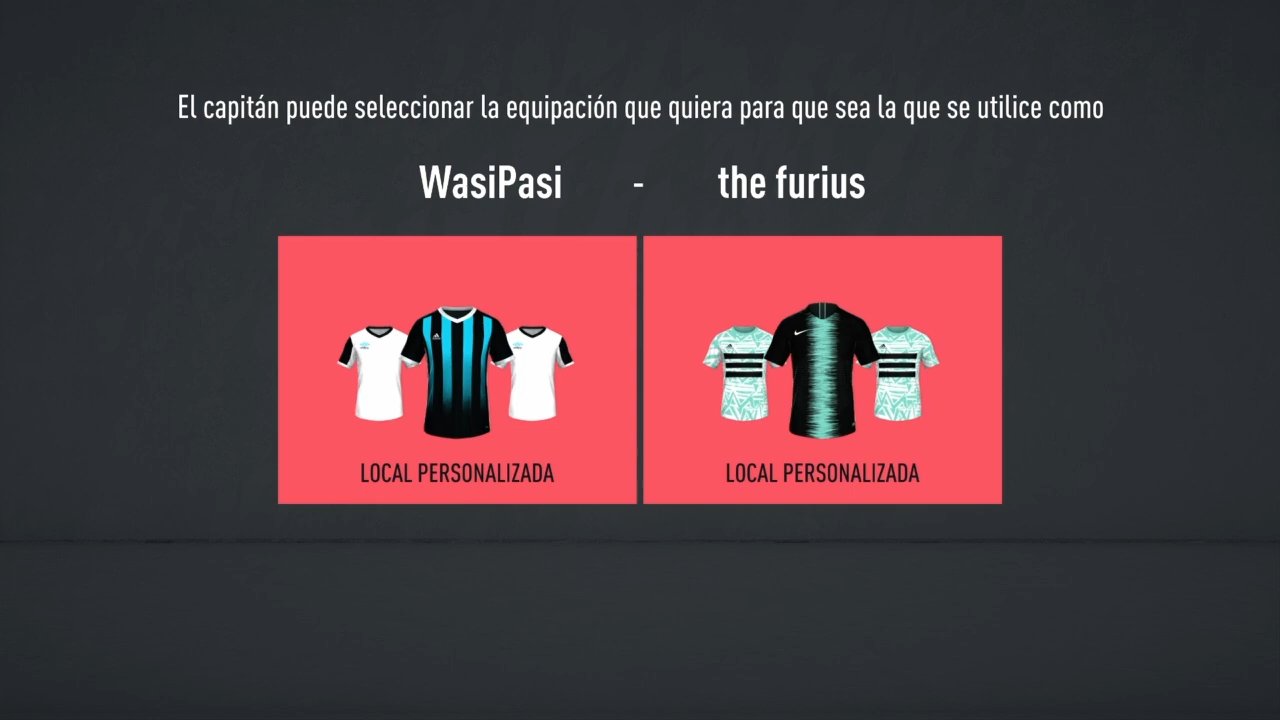 El capitán puede seleccionar la equipación que quiera para que sea la que se utilice como
WasiPasi - the furius
LOCAL PERSONALIZADA LOCAL PERSONALIZADA